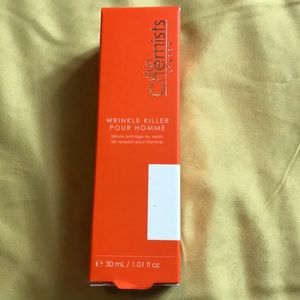 skin
Chemists
LONDON
WRINKLE KILLER
POUR HOMME
Sérum anti-âge au venin
de serpent pour Homme
℮ 30 mL / 1.01 fl oz